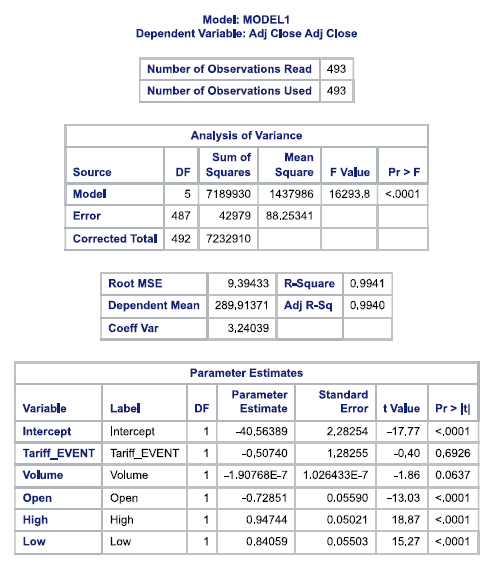 Model: MODEL1
Dependent Variable: Adj Close Adj Close
Number of Observations Read 493
Number of Observations Used 493
Analysis of Variance
Source DF Sum of Squares Mean Square F Value Pr > F
Model 5 7189930 1437986 16293.8 <.0001
Error 487 42979 88.25341
Corrected Total 492 7232910
Root MSE 9,39433 R-Square 0,9941
Dependent Mean 289,91371 Adj R-Sq 0,9940
Coeff Var 3,24039
Parameter Estimates
Variable Label DF Parameter Estimate Standard Error t Value Pr > |t|
Intercept Intercept 1 -40,56389 2,28254 -17,77 <,0001
Tariff_EVENT Tariff_EVENT 1 -0,50740 1,28255 -0,40 0,6926
Volume Volume 1 -1.90768E-7 1.026433E-7 -1.86 0.0637
Open Open 1 -0.72851 0.05590 -13.03 <.0001
High High 1 0.94744 0.05021 18.87 <.0001
Low Low 1 0,84059 0,05503 15,27 <,0001